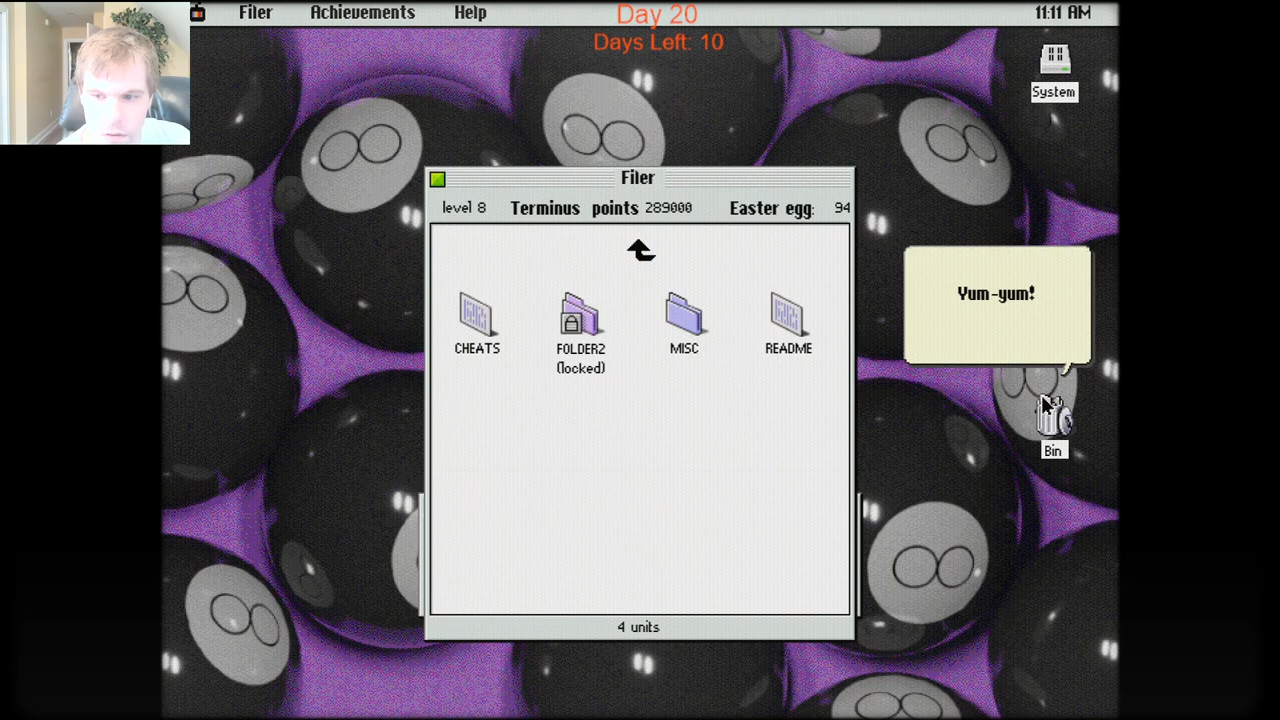 Filer Achievements Help
Day 20
11:11 AM
Days Left: 10
System
Filer
level 8 Terminus points 289000 Easter egg: 94
Yum-yum!
CHEATS
FOLDER2
(locked)
MISC
README
Bin
4 units